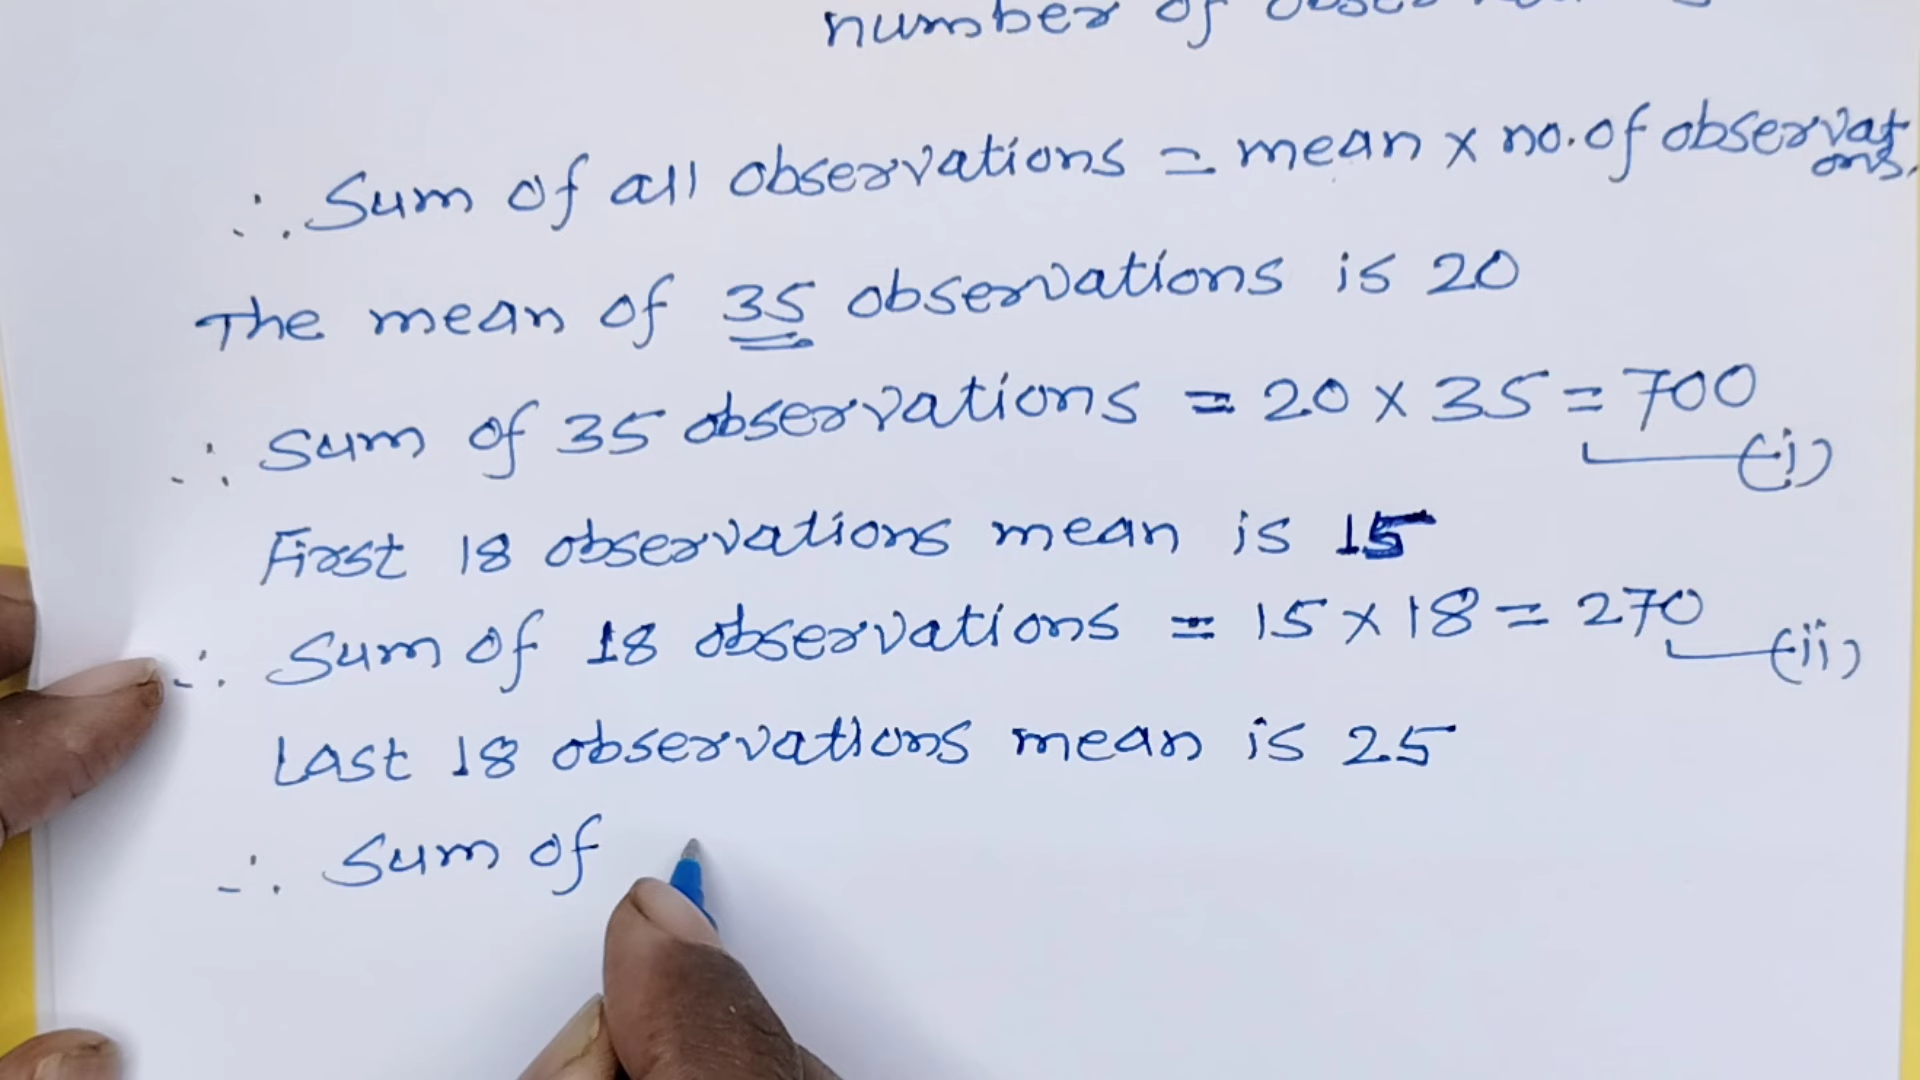 number of
∴ Sum of all observations = mean x no. of observations.
The mean of 35 observations is 20
∴ Sum of 35 observations = 20 x 35 = 700
(i)
First 18 observations mean is 15
∴ Sum of 18 observations = 15 x 18 = 270
(ii)
Last 18 observations mean is 25
∴ Sum of